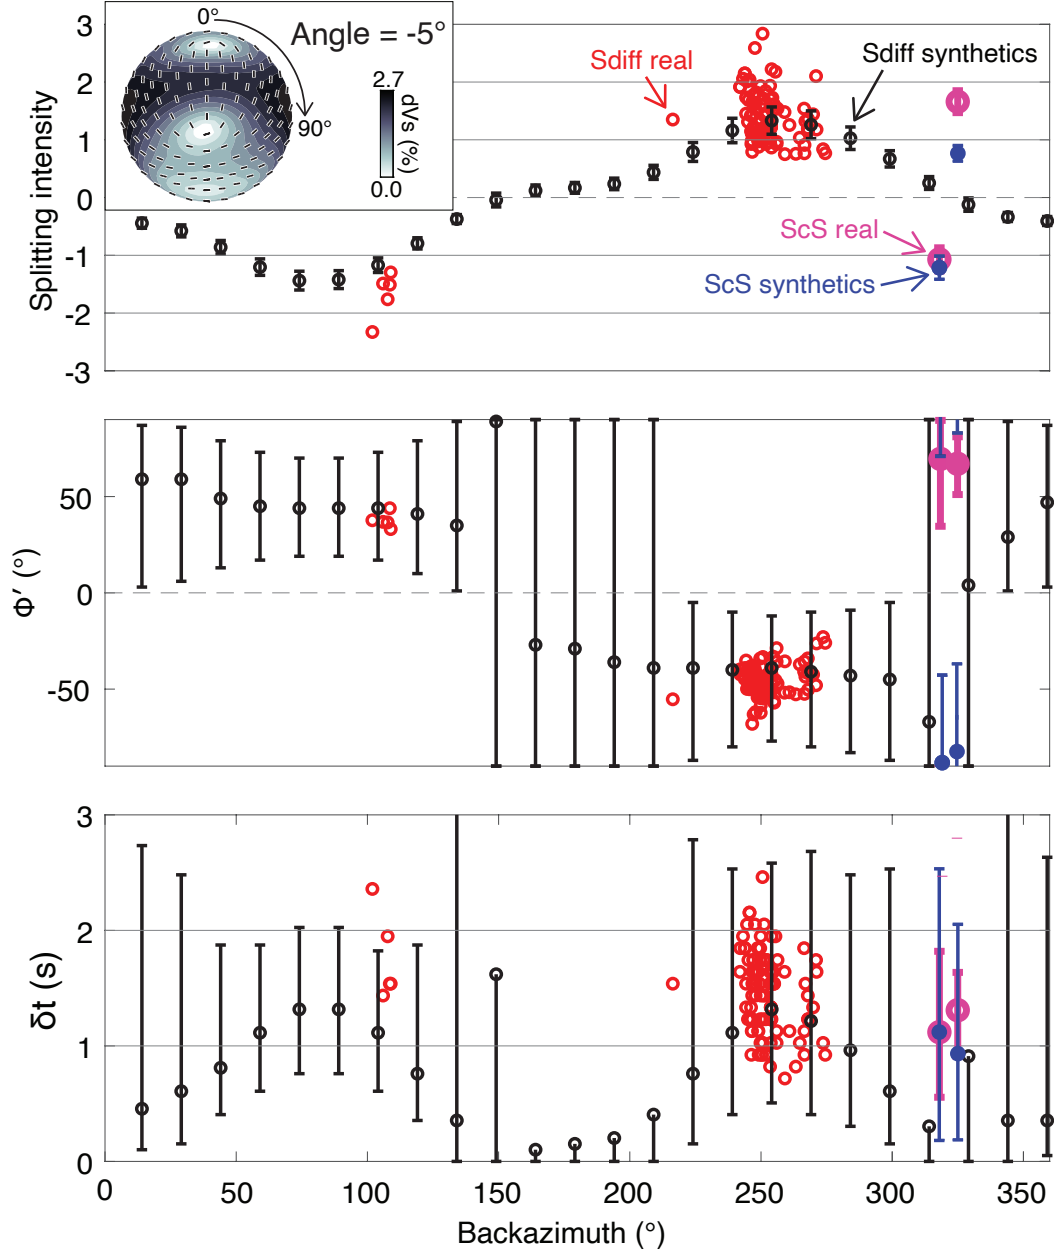 3
2
1
0
-1
-2
-3
Splitting intensity
0°
90°
Angle = -5°
2.7
dVs (%)
0.0
Sdiff real
Sdiff synthetics
ScS real
ScS synthetics
50
0
-50
Φ′ (°)
3
2
1
0
δt (s)
0
50
100
150
200
250
300
350
Backazimuth (°)